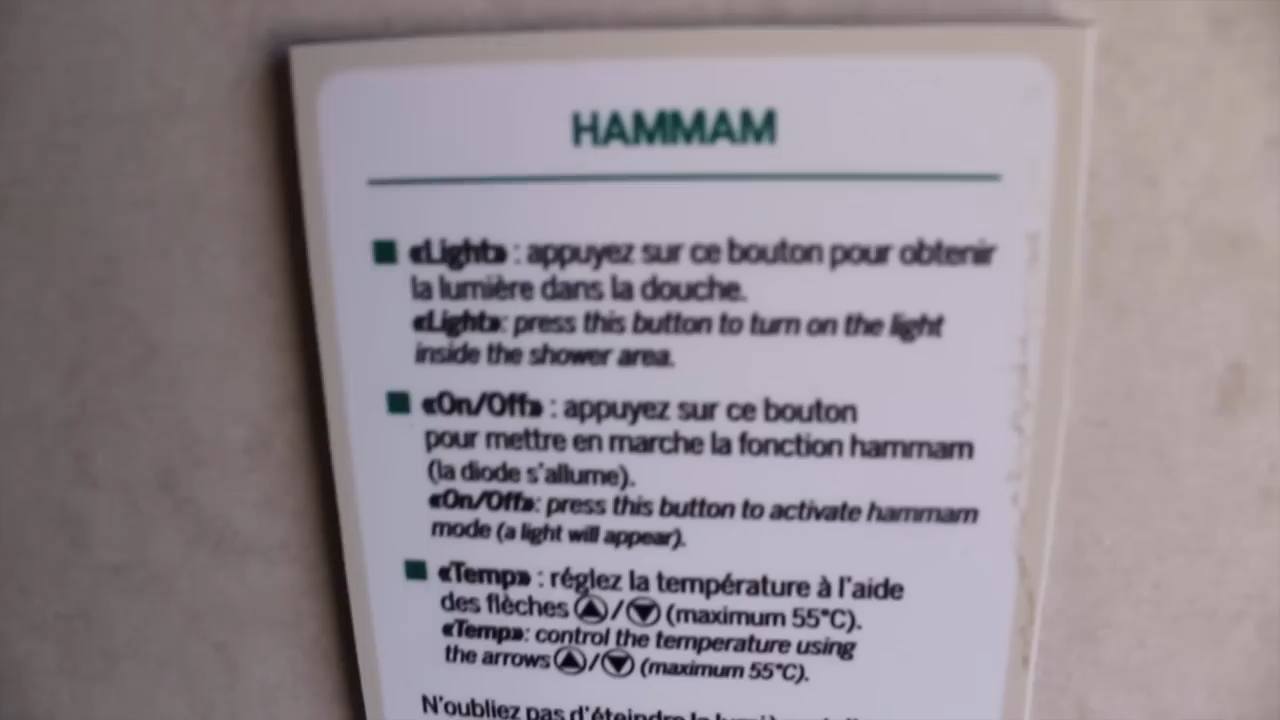 HAMMAM
«Light» : appuyez sur ce bouton pour obtenir
la lumière dans la douche.
«Light»: press this button to turn on the light
inside the shower area.
«On/Off» : appuyez sur ce bouton
pour mettre en marche la fonction hammam
(la diode s'allume).
«On/Off»: press this button to activate hammam
mode (a light will appear).
«Temp» : réglez la température à l'aide
des flèches ▲/▼ (maximum 55°C).
«Temp»: control the temperature using
the arrows ▲/▼ (maximum 55°C).
N'oubliez pas d'éteindre la lumière